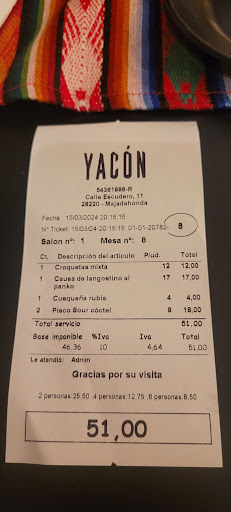 YACÓN
54361898-R
Calle Escudero, 11
28220 - Majadahonda
Fecha: 15/03/2024 20:15:15
Nº Ticket: 15/03/24-20:15:15 01-01-20782- 8
Salon nº: 1 Mesa nº: 8
Ct. Descripción del artículo P/ud. Total
1 Croquetas mixta 12 12,00
1 Causa de langostino al panko 17 17,00
1 Cusqueña rubia 4 4,00
2 Pisco Sour cóctel 9 18,00
Total servicio 51,00
Base imponible %Iva Iva Total
46,36 10 4,64 51,00
Le atendió: Admin
Gracias por su visita
2 personas:25,50 ,4 personas:12,75 ,6 personas:8,50
51,00